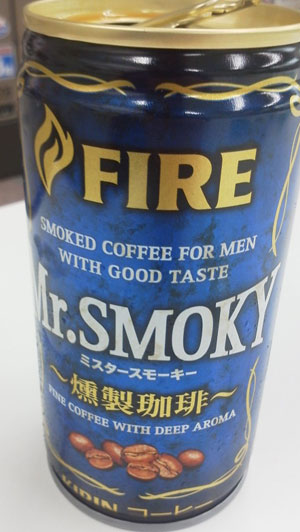 FIRE
SMOKED COFFEE FOR MEN
WITH GOOD TASTE
Mr.SMOKY
ミスタースモーキー
～燻製珈琲～
FINE COFFEE WITH DEEP AROMA
KIRIN コーヒー